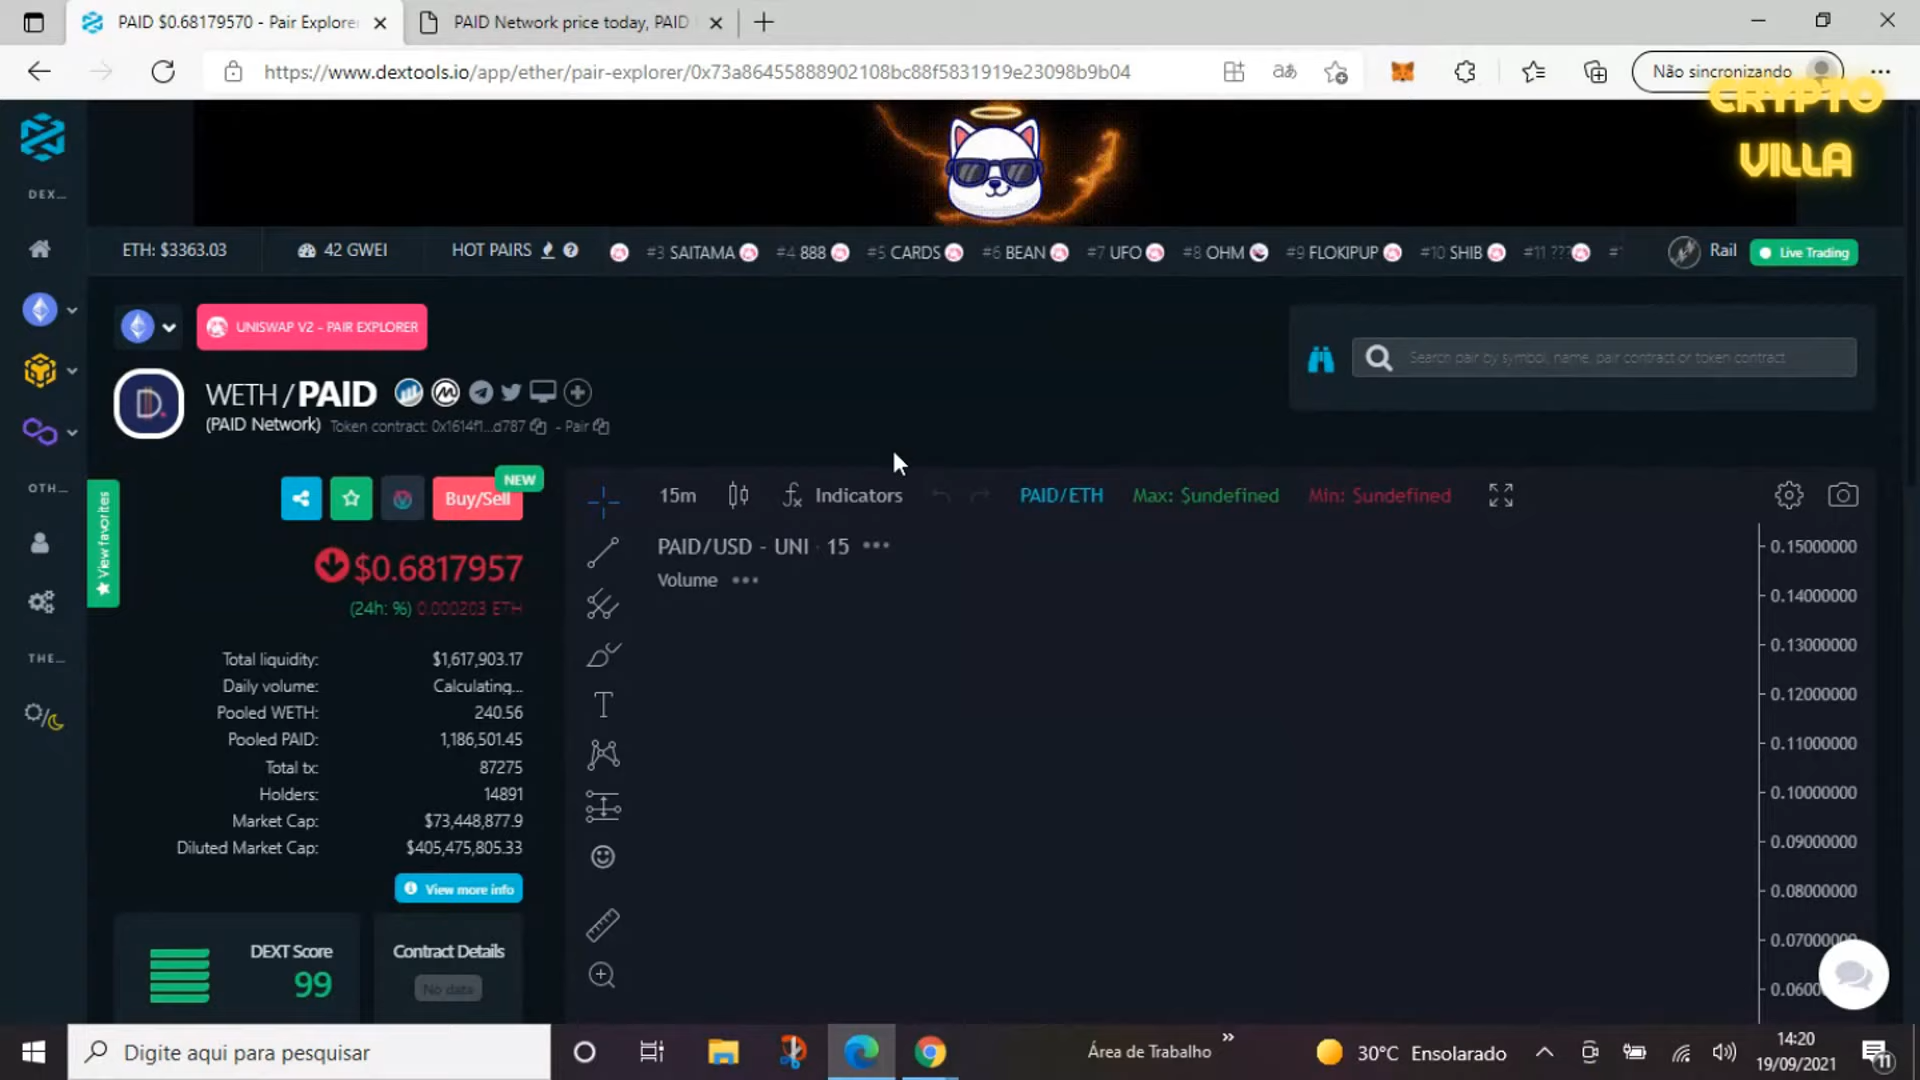 PAID $0.68179570 - Pair Explorer
PAID Network price today, PAID
https://www.dextools.io/app/ether/pair-explorer/0x73a86455888902108bc88f5831919e23098b9b04
aあ
Não sincronizando
CRYPTO
VILLA
DEX...
ETH: $3363.03
42 GWEI
HOT PAIRS
#3 SAITAMA
#4 888
#5 CARDS
#6 BEAN
#7 UFO
#8 OHM
#9 FLOKIPUP
#10 SHIB
#11 ???
Rail
Live Trading
UNISWAP V2 - PAIR EXPLORER
Search pair by symbol, name, pair contract or token contract
WETH /PAID
(PAID Network)
Token contract: 0x1614f1...d787
- Pair
OTH...
View favorites
NEW
Buy/Sell
15m
Indicators
PAID/ETH
Max: $undefined
Min: $undefined
PAID/USD - UNI · 15
Volume
$0.6817957
(24h: %) 0.000203 ETH
THE...
Total liquidity: $1,617,903.17
Daily volume: Calculating...
Pooled WETH: 240.56
Pooled PAID: 1,186,501.45
Total tx: 87275
Holders: 14891
Market Cap: $73,448,877.9
Diluted Market Cap: $405,475,805.33
View more info
DEXT Score
99
Contract Details
No data
0.15000000
0.14000000
0.13000000
0.12000000
0.11000000
0.10000000
0.09000000
0.08000000
Digite aqui para pesquisar
Área de Trabalho
30°C Ensolarado
14:20
19/09/2021
11